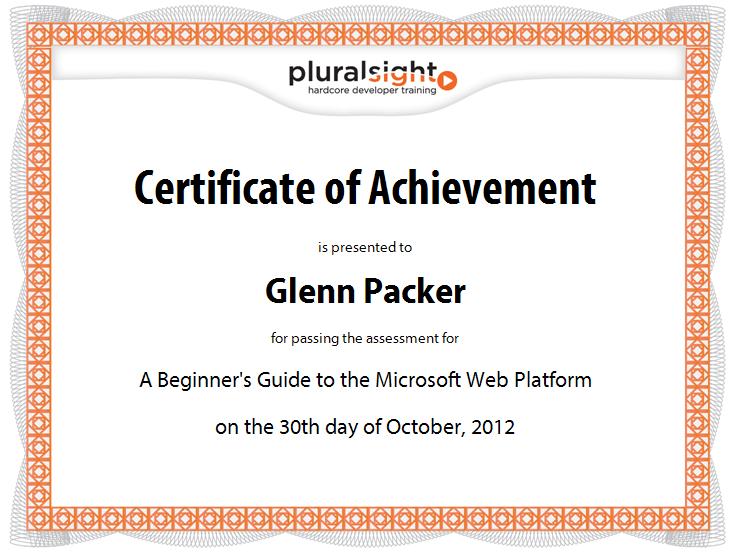 pluralsight
hardcore developer training
Certificate of Achievement
is presented to
Glenn Packer
for passing the assessment for
A Beginner's Guide to the Microsoft Web Platform
on the 30th day of October, 2012